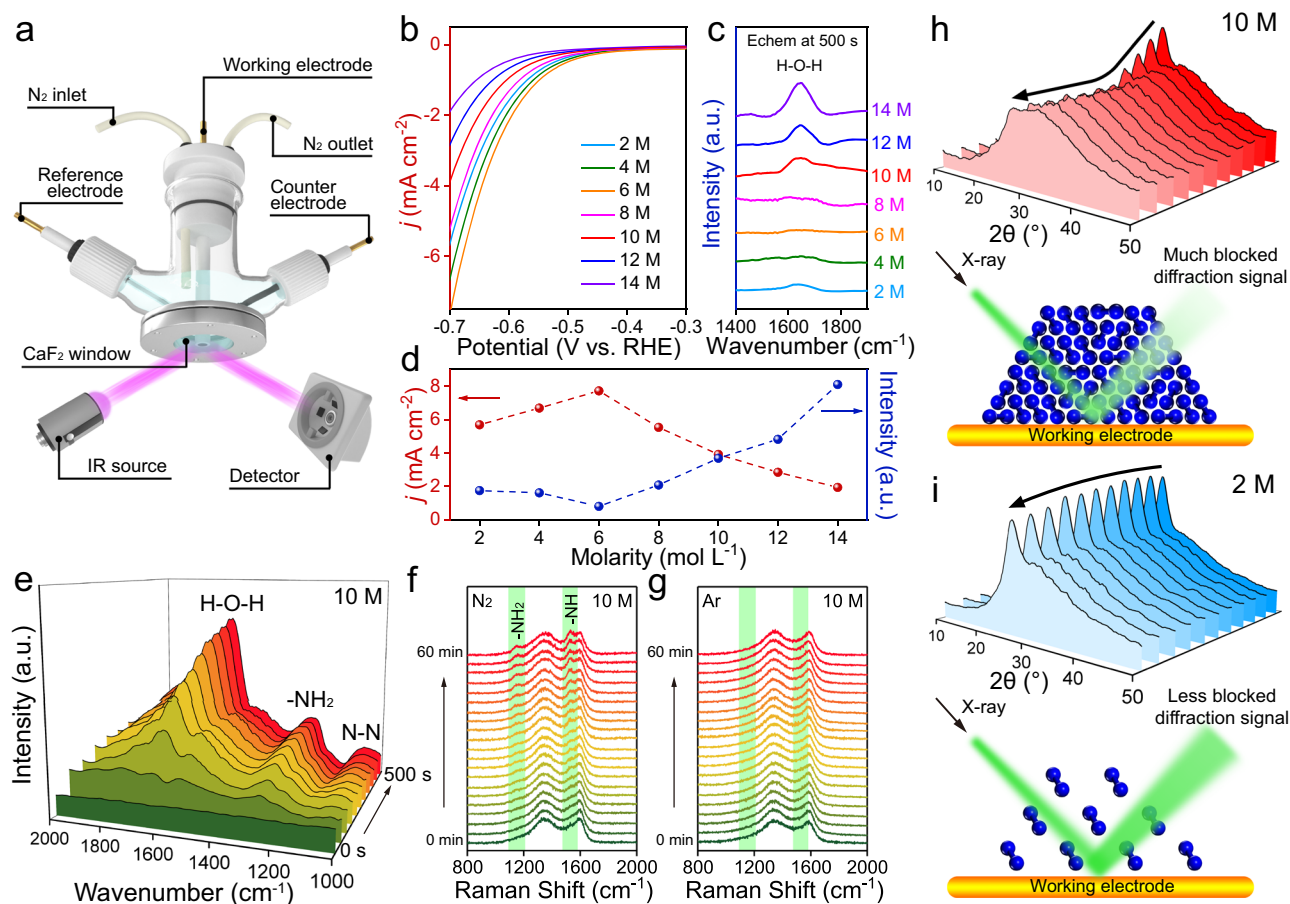 a
Working electrode
N₂ inlet
N₂ outlet
Reference
electrode
Counter
electrode
CaF₂ window
IR source
Detector
b
j (mA cm⁻²)
0
-2
-4
-6
2 M
4 M
6 M
8 M
10 M
12 M
14 M
-0.7
-0.6
-0.5
-0.4
-0.3
Potential (V vs. RHE)
c
Echem at 500 s
H-O-H
Intensity (a.u.)
14 M
12 M
10 M
8 M
6 M
4 M
2 M
1400
1600
1800
Wavenumber (cm⁻¹)
d
j (mA cm⁻²)
8
6
4
2
0
Intensity
(a.u.)
2
4
6
8
10
12
14
Molarity (mol L⁻¹)
e
10 M
H-O-H
-NH₂
N-N
Intensity (a.u.)
500 s
0 s
2000
1800
1600
1400
1200
1000
Wavenumber (cm⁻¹)
f
N₂
-NH₂
-NH
10 M
60 min
0 min
800
1200
1600
2000
Raman Shift (cm⁻¹)
g
Ar
10 M
60 min
0 min
800
1200
1600
2000
Raman Shift (cm⁻¹)
h
10 M
10
20
30
40
50
2θ (°)
X-ray
Much blocked
diffraction signal
Working electrode
i
2 M
10
20
30
40
50
2θ (°)
X-ray
Less blocked
diffraction signal
Working electrode